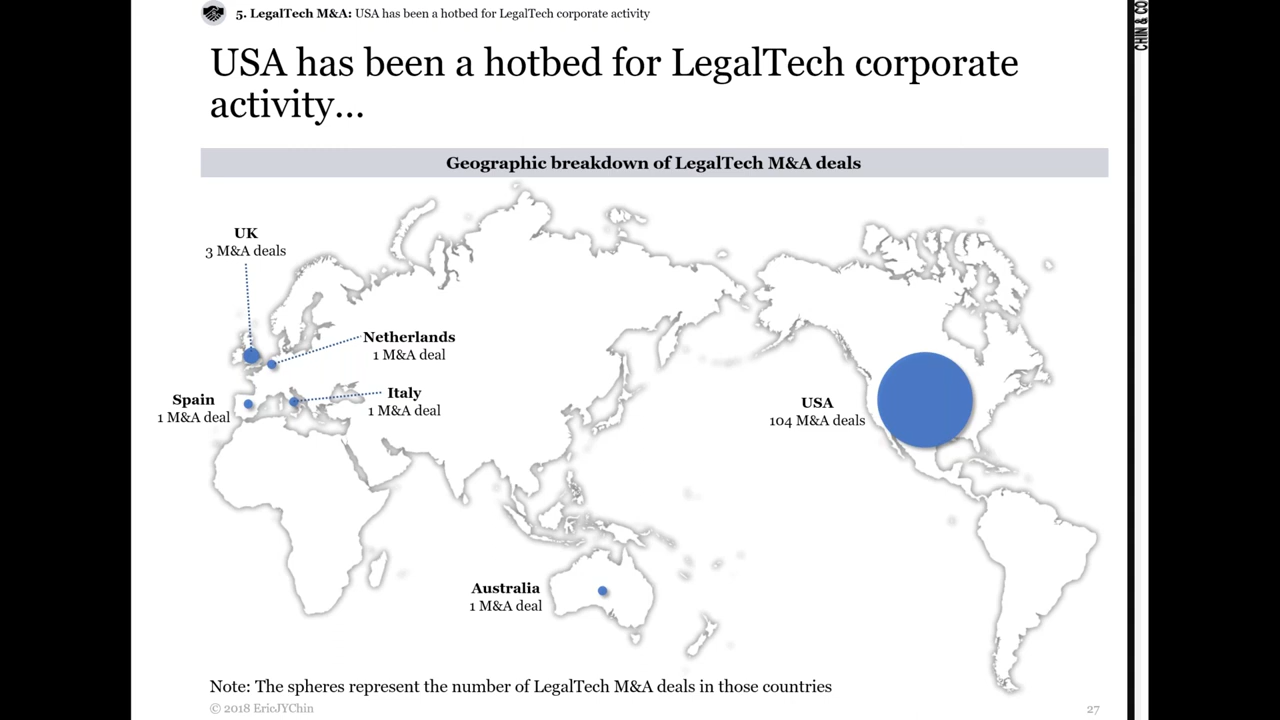 5. LegalTech M&A: USA has been a hotbed for LegalTech corporate activity
USA has been a hotbed for LegalTech corporate
activity...
Geographic breakdown of LegalTech M&A deals
UK
3 M&A deals
Netherlands
1 M&A deal
Spain
1 M&A deal
Italy
1 M&A deal
USA
104 M&A deals
Australia
1 M&A deal
Note: The spheres represent the number of LegalTech M&A deals in those countries
© 2018 EricJYChin
27
CHIN & CO